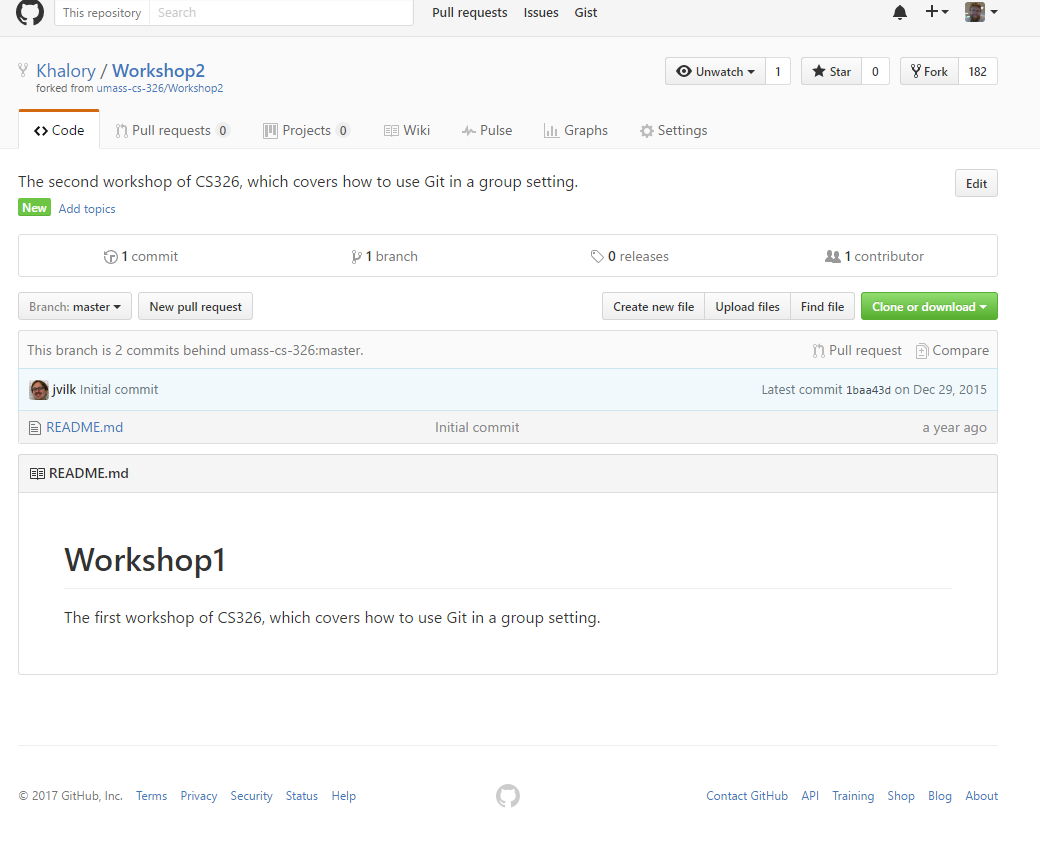 This repository Search Pull requests Issues Gist
Khalory / Workshop2 Unwatch 1 Star 0 Fork 182
forked from umass-cs-326/Workshop2
Code Pull requests 0 Projects 0 Wiki Pulse Graphs Settings
The second workshop of CS326, which covers how to use Git in a group setting. Edit
New Add topics
1 commit 1 branch 0 releases 1 contributor
Branch: master New pull request Create new file Upload files Find file Clone or download
This branch is 2 commits behind umass-cs-326:master. Pull request Compare
jvilk Initial commit Latest commit 1baa43d on Dec 29, 2015
README.md Initial commit a year ago
README.md
Workshop1
The first workshop of CS326, which covers how to use Git in a group setting.
© 2017 GitHub, Inc. Terms Privacy Security Status Help Contact GitHub API Training Shop Blog About